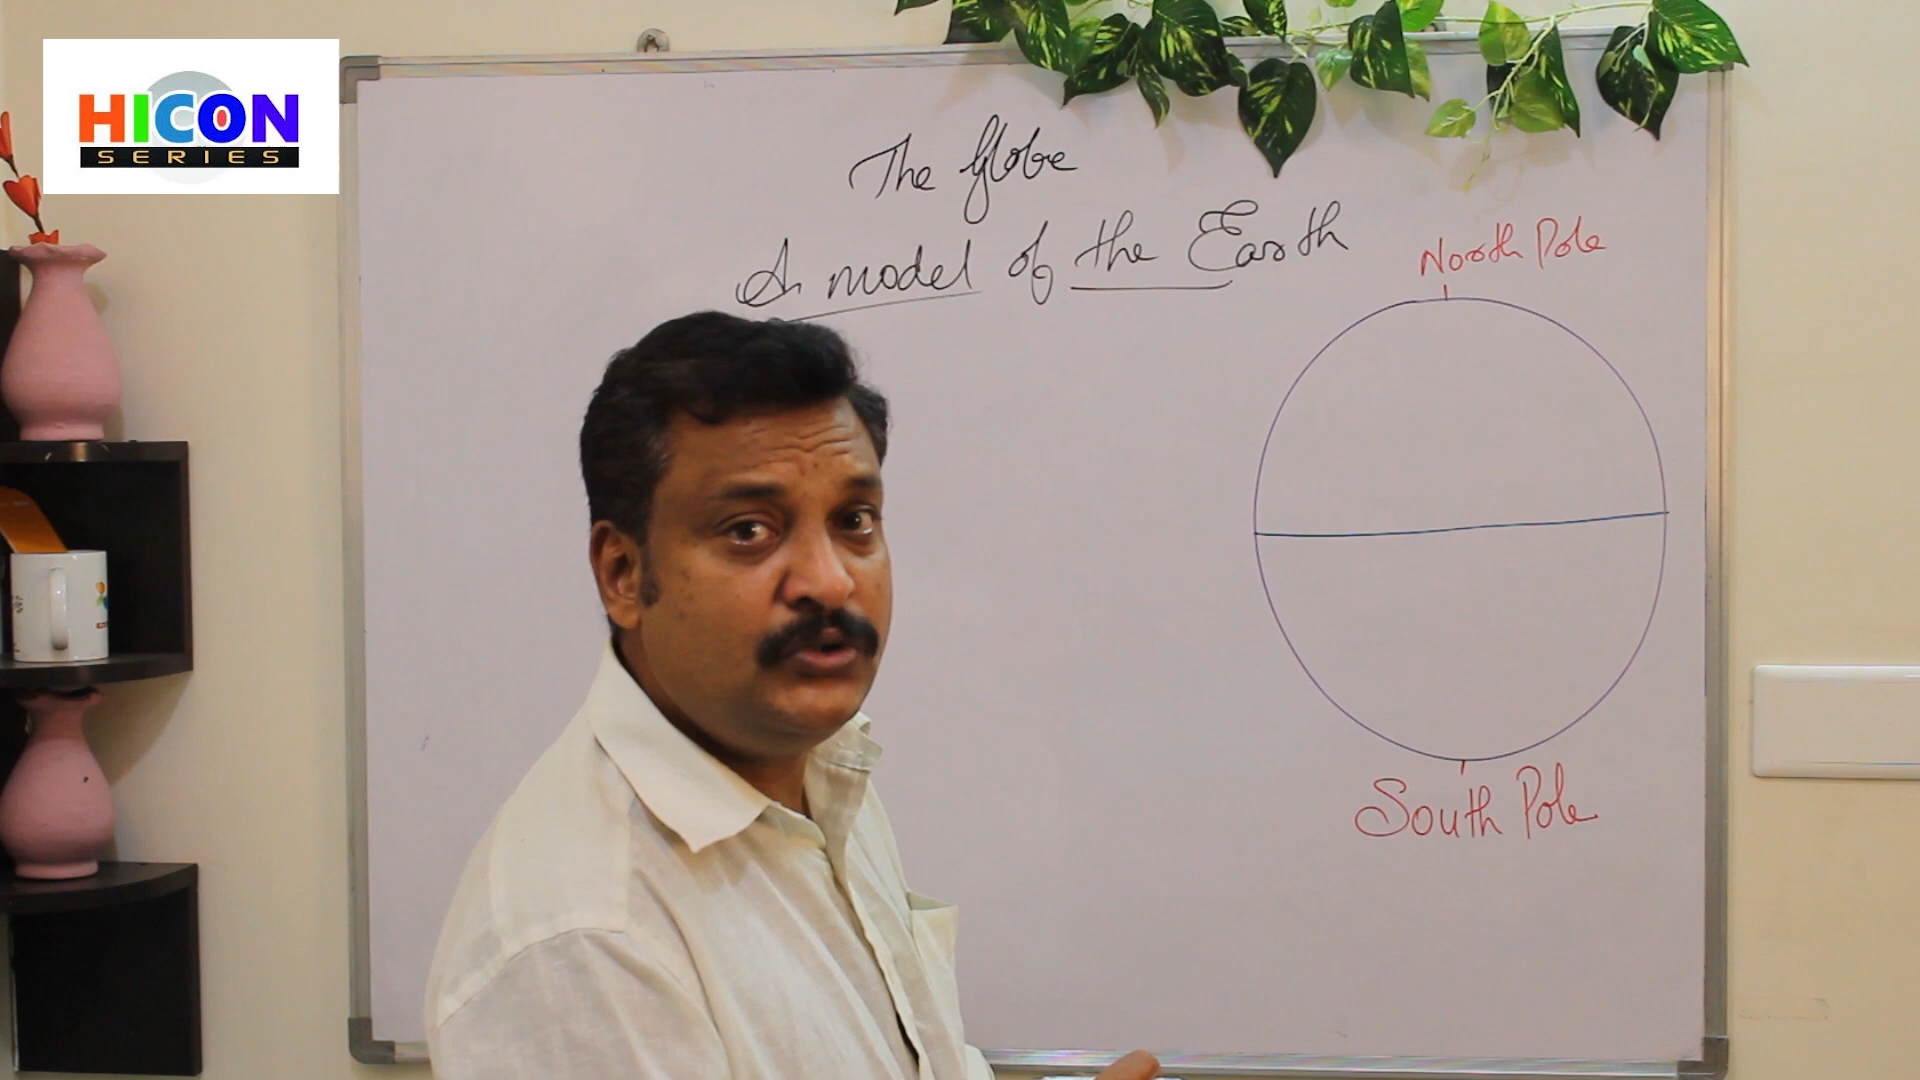 HICON
SERIES
The Globe
A model of the Earth
North Pole
South Pole